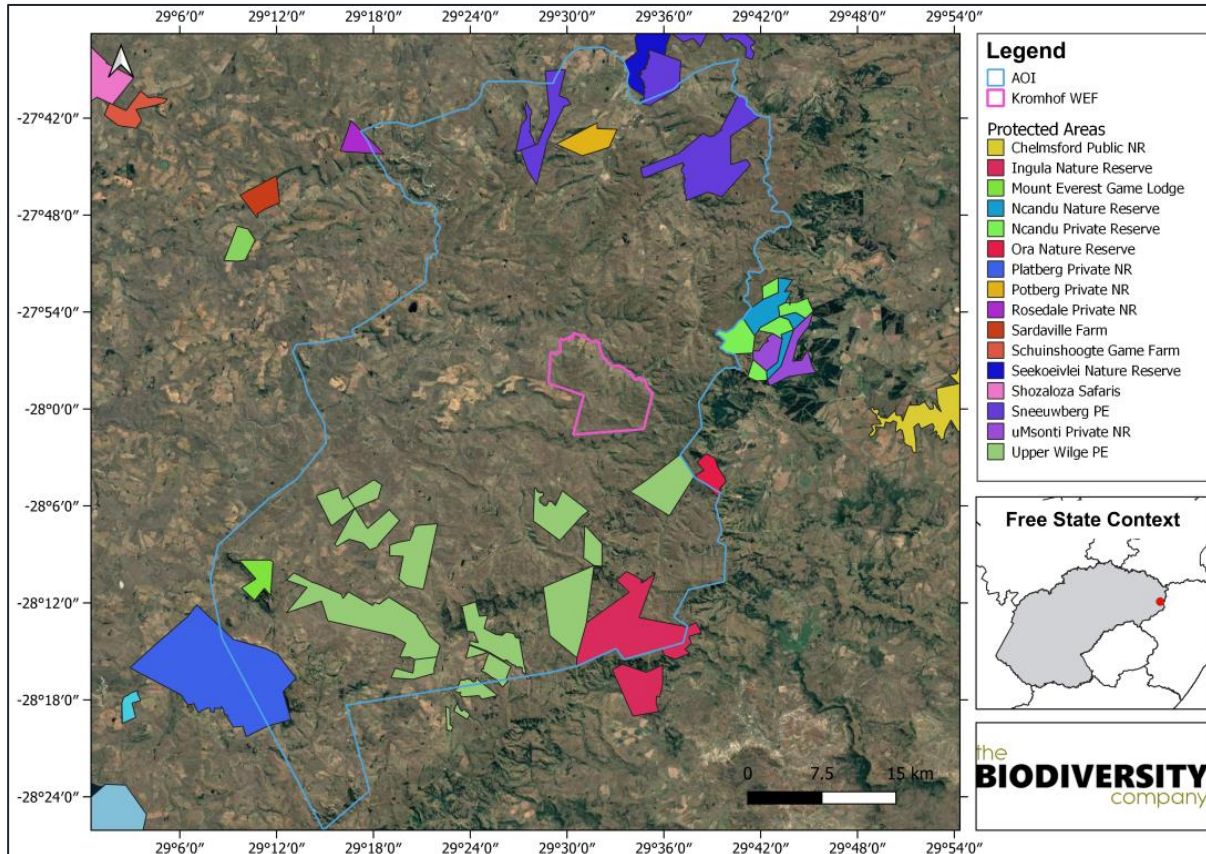 29°6′0″ 29°12′0″ 29°18′0″ 29°24′0″ 29°30′0″ 29°36′0″ 29°42′0″ 29°48′0″ 29°54′0″
-27°42′0″
-27°48′0″
-27°54′0″
-28°0′0″
-28°6′0″
-28°12′0″
-28°18′0″
-28°24′0″
0 7.5 15 km
29°6′0″ 29°12′0″ 29°18′0″ 29°24′0″ 29°30′0″ 29°36′0″ 29°42′0″ 29°48′0″ 29°54′0″
Legend
AOI
Kromhof WEF
Protected Areas
Chelmsford Public NR
Ingula Nature Reserve
Mount Everest Game Lodge
Ncandu Nature Reserve
Ncandu Private Reserve
Ora Nature Reserve
Platberg Private NR
Potberg Private NR
Rosedale Private NR
Sardaville Farm
Schuinshoogte Game Farm
Seekoeivlei Nature Reserve
Shozaloza Safaris
Sneeuwberg PE
uMsonti Private NR
Upper Wilge PE
Free State Context
the
BIODIVERSITY
company